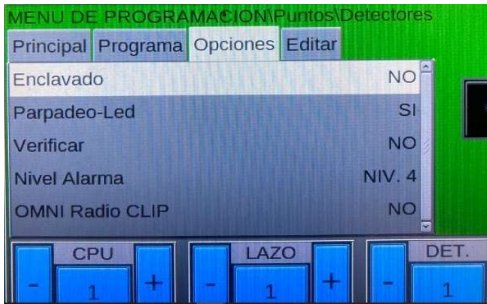 MENU DE PROGRAMACION\Puntos\Detectores
Principal Programa Opciones Editar
Enclavado NO
Parpadeo-Led SI
Verificar NO
Nivel Alarma NIV. 4
OMNI Radio CLIP NO
CPU LAZO DET.
- 1 + - 1 + - 1